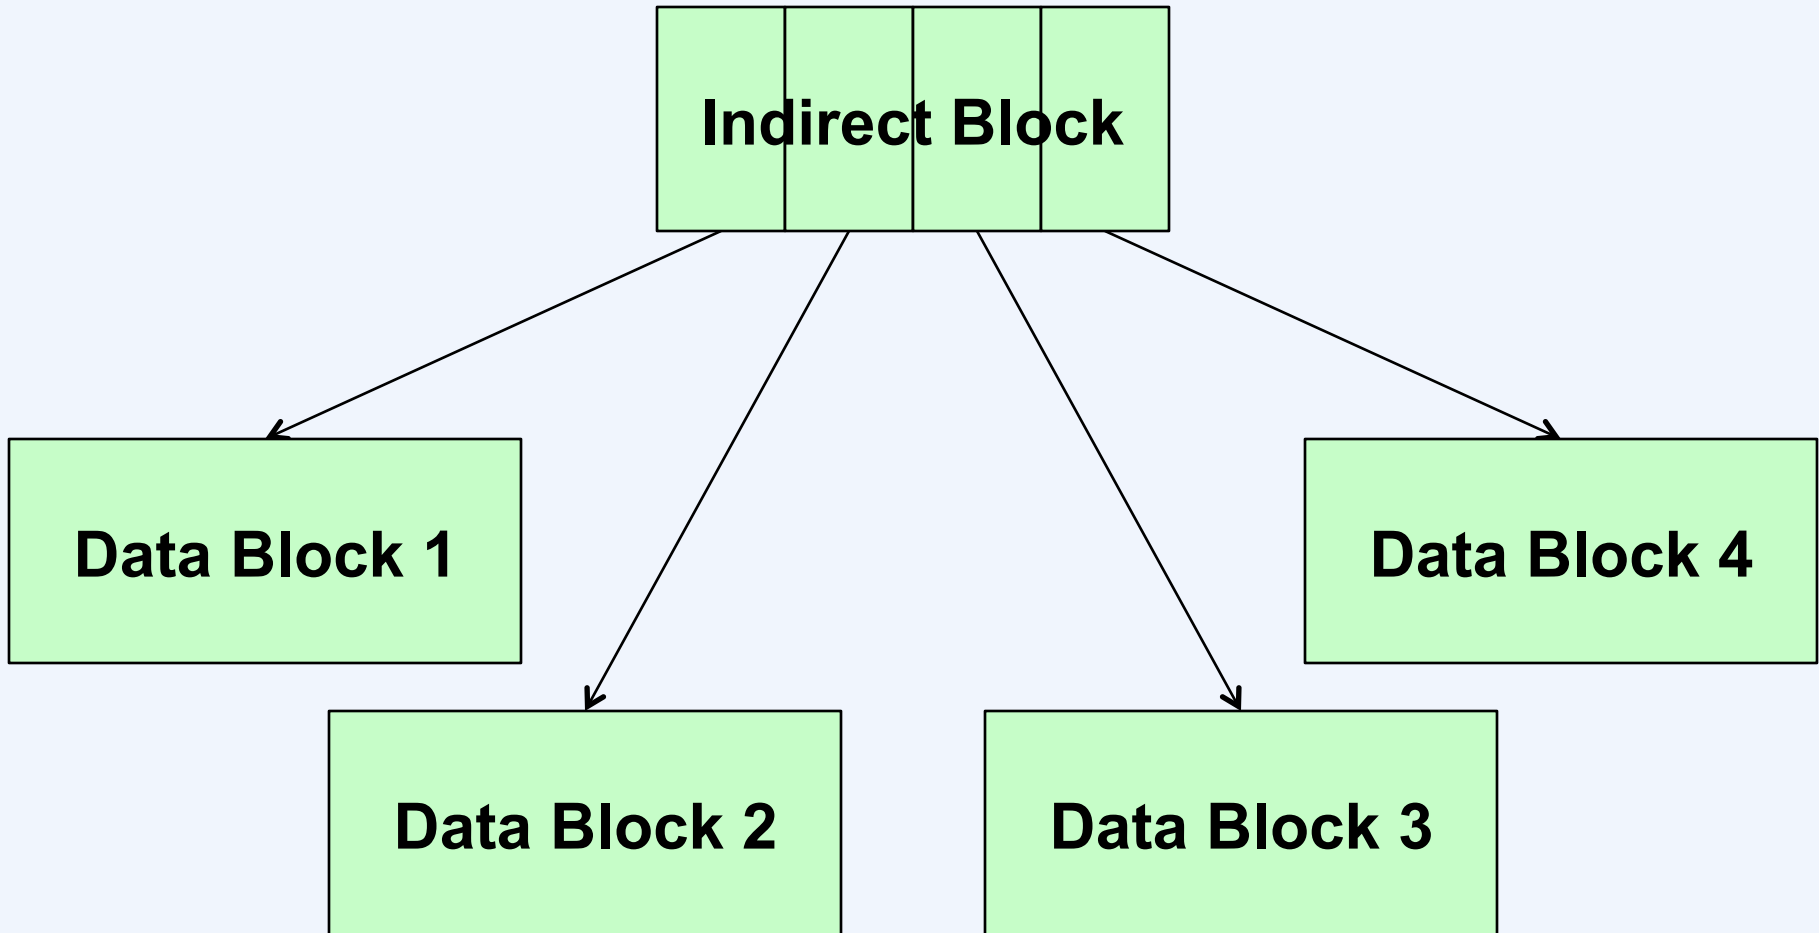 Indirect Block
Data Block 1
Data Block 4
Data Block 2
Data Block 3